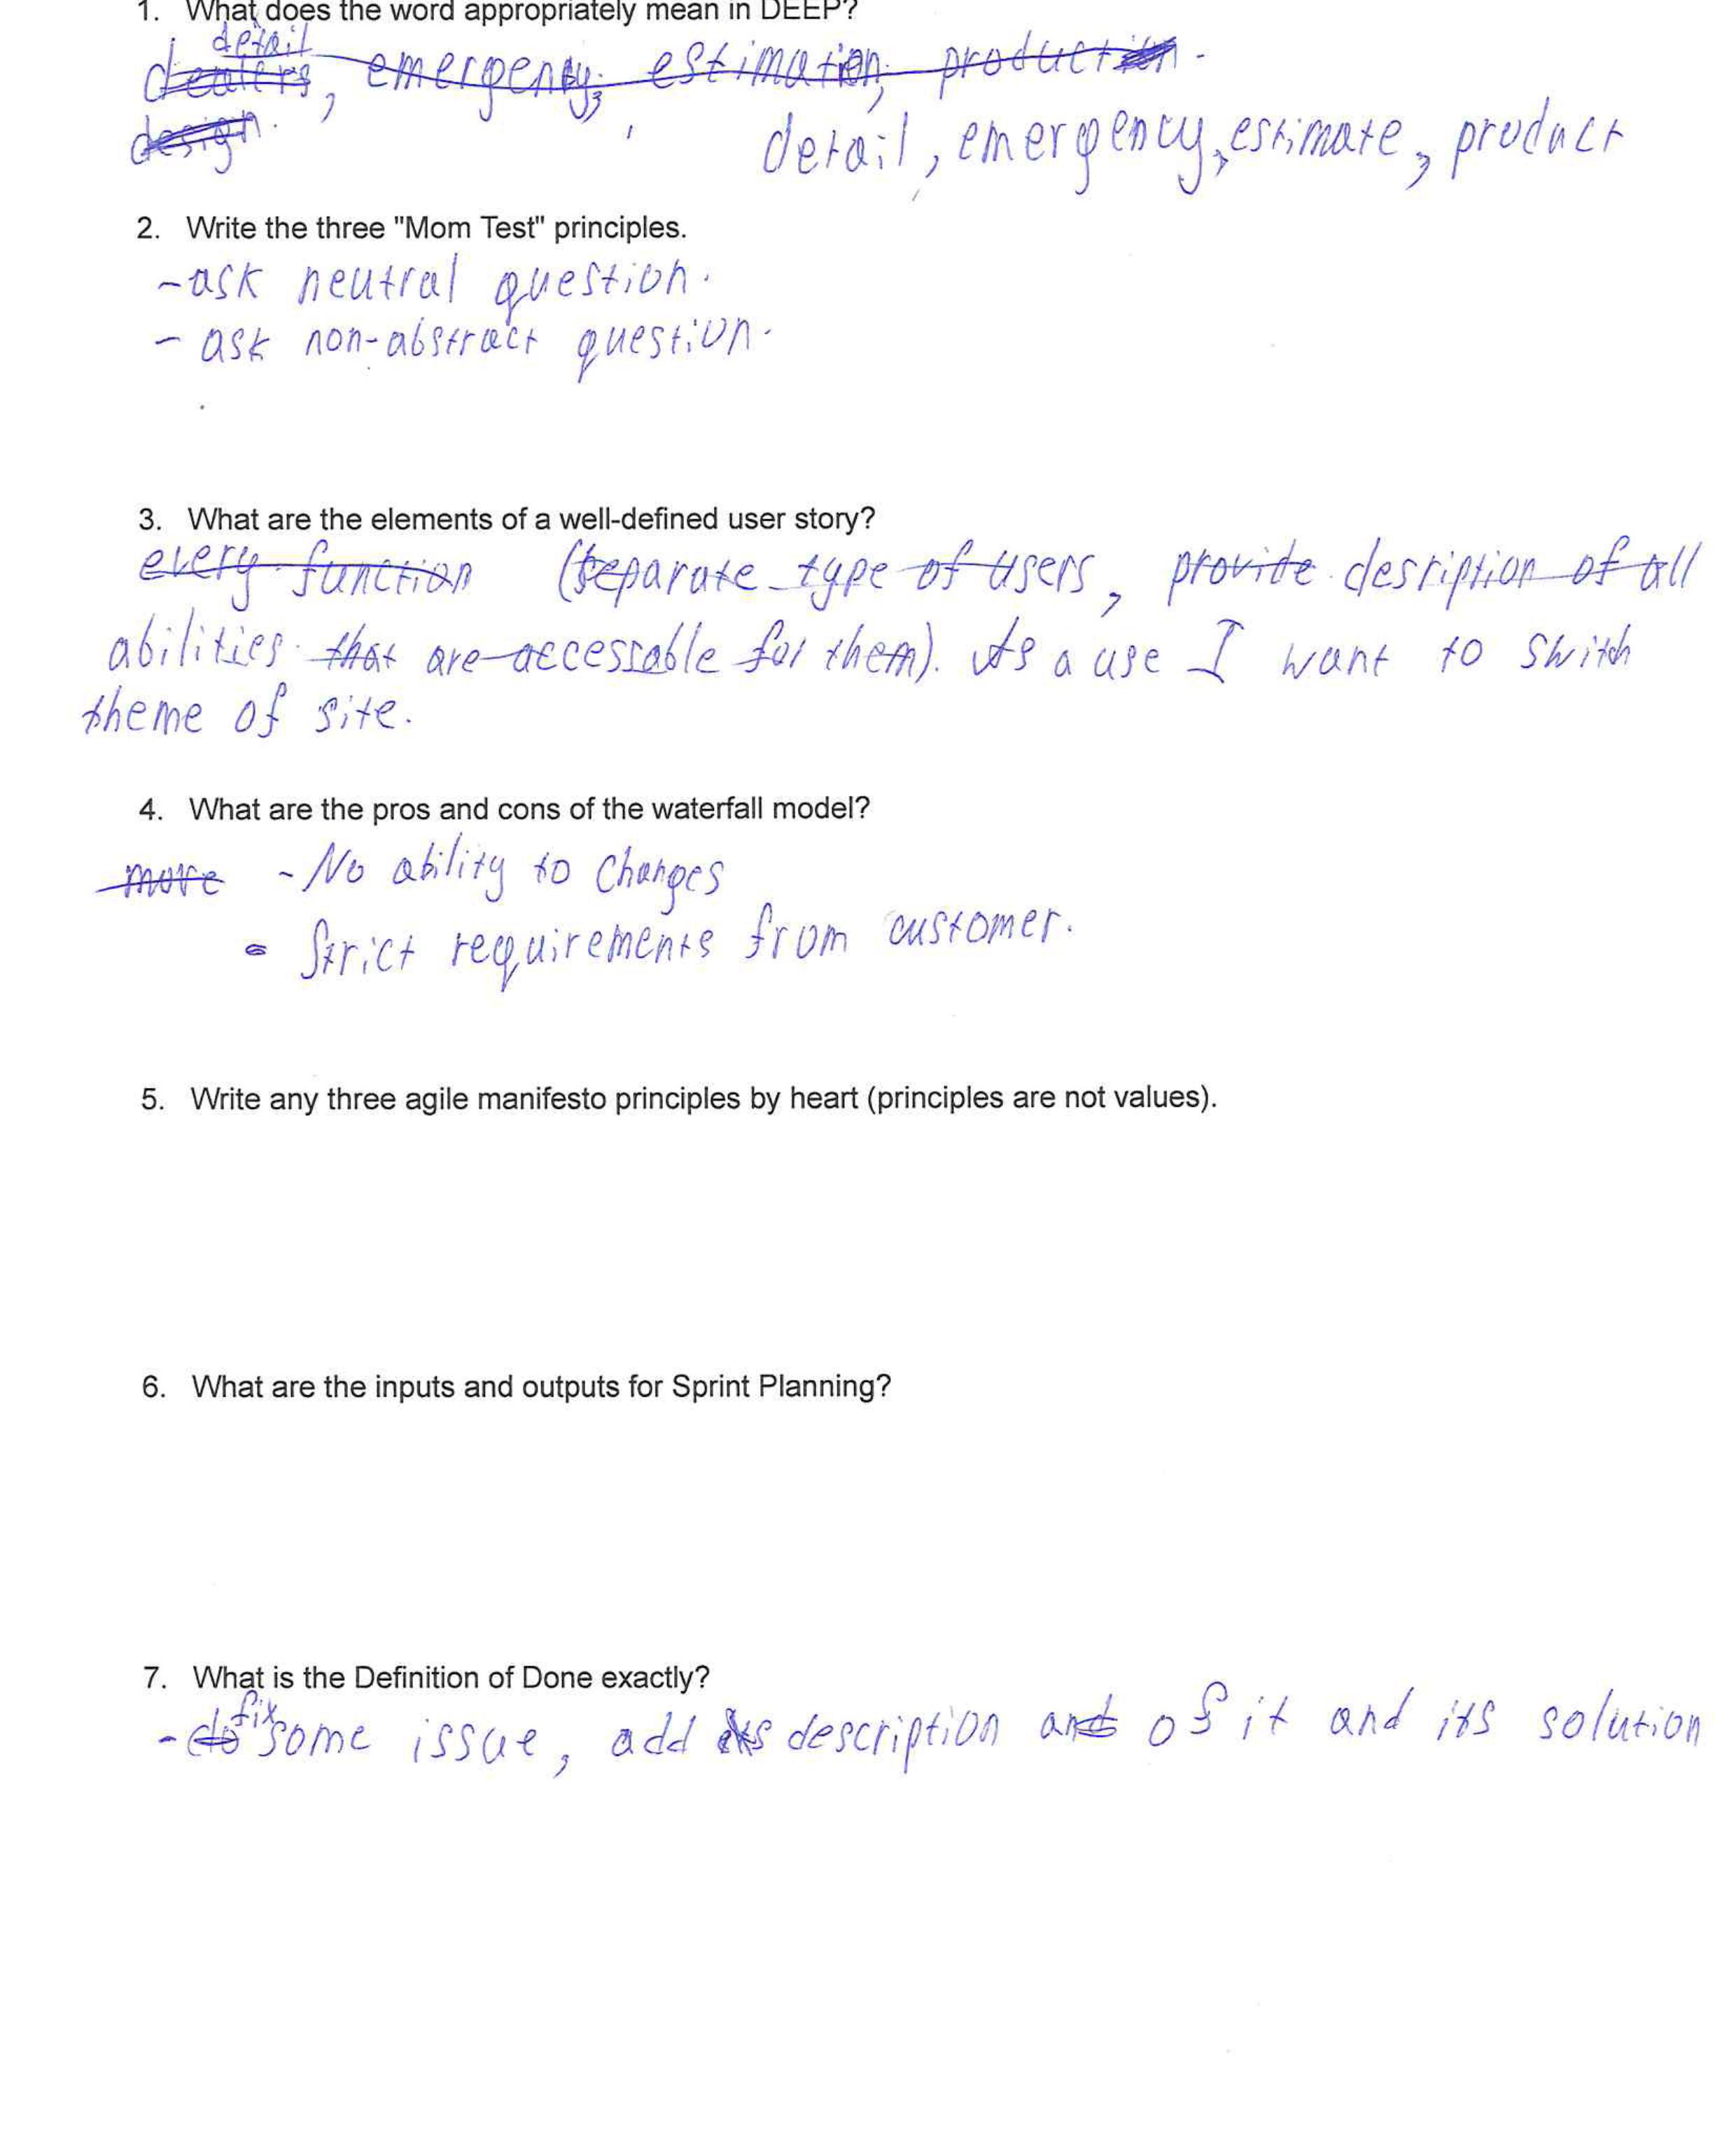 1. What does the word appropriately mean in DEEP?
detail
dealers, emergency, estimation, production.
design.
detail, emergency, estimate, product
2. Write the three "Mom Test" principles.
-ask neutral question.
- ask non-abstract question.
3. What are the elements of a well-defined user story?
every function (separate type of users, provide desription of all
abilities that are accessable for them). As a use I want to swith
theme of site.
4. What are the pros and cons of the waterfall model?
more - No ability to changes
- Strict requirements from customer.
5. Write any three agile manifesto principles by heart (principles are not values).
6. What are the inputs and outputs for Sprint Planning?
7. What is the Definition of Done exactly?
fix
- do some issue, add its description and of it and its solution